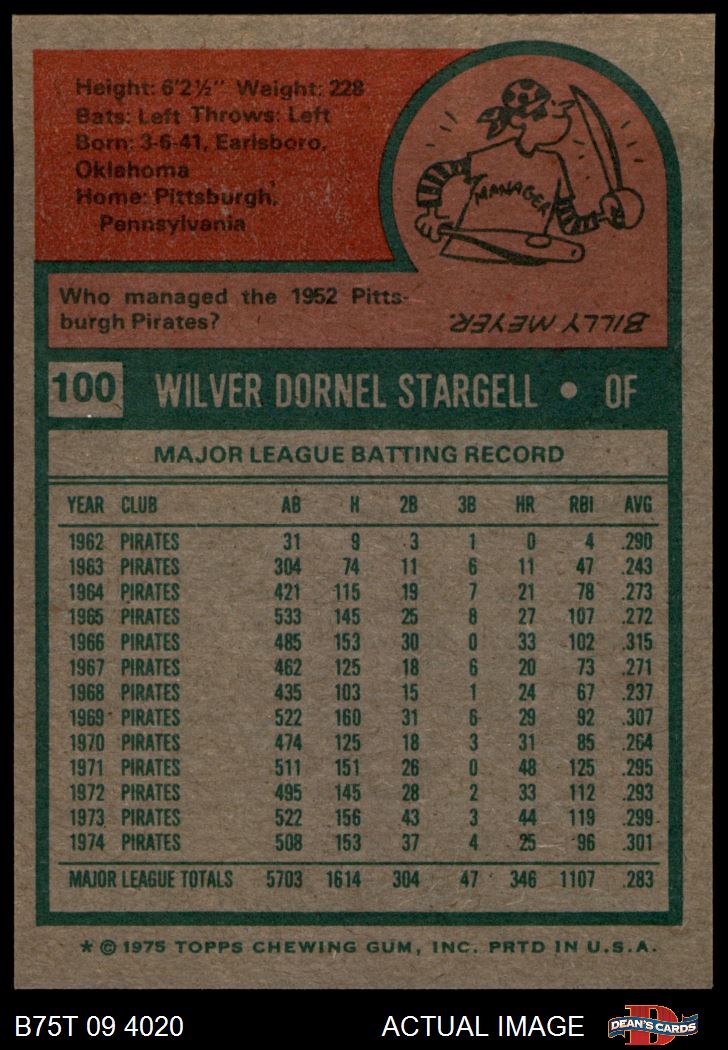 Height: 6'2½" Weight: 228
Bats: Left Throws: Left
Born: 3-6-41, Earlsboro,
Oklahoma
Home: Pittsburgh,
Pennsylvania
MANAGER
Who managed the 1952 Pitts-
burgh Pirates?
BILLY MEYER.
100 WILVER DORNEL STARGELL • OF
MAJOR LEAGUE BATTING RECORD
YEAR CLUB AB H 2B 3B HR RBI AVG
1962 PIRATES 31 9 3 1 0 4 .290
1963 PIRATES 304 74 11 6 11 47 .243
1964 PIRATES 421 115 19 7 21 78 .273
1965 PIRATES 533 145 25 8 27 107 .272
1966 PIRATES 485 153 30 0 33 102 .315
1967 PIRATES 462 125 18 6 20 73 .271
1968 PIRATES 435 103 15 1 24 67 .237
1969 PIRATES 522 160 31 6 29 92 .307
1970 PIRATES 474 125 18 3 31 85 .264
1971 PIRATES 511 151 26 0 48 125 .295
1972 PIRATES 495 145 28 2 33 112 .293
1973 PIRATES 522 156 43 3 44 119 .299
1974 PIRATES 508 153 37 4 25 96 .301
MAJOR LEAGUE TOTALS 5703 1614 304 47 346 1107 .283
* © 1975 TOPPS CHEWING GUM, INC. PRTD IN U.S.A.
B75T 09 4020 ACTUAL IMAGE D DEAN'S CARDS